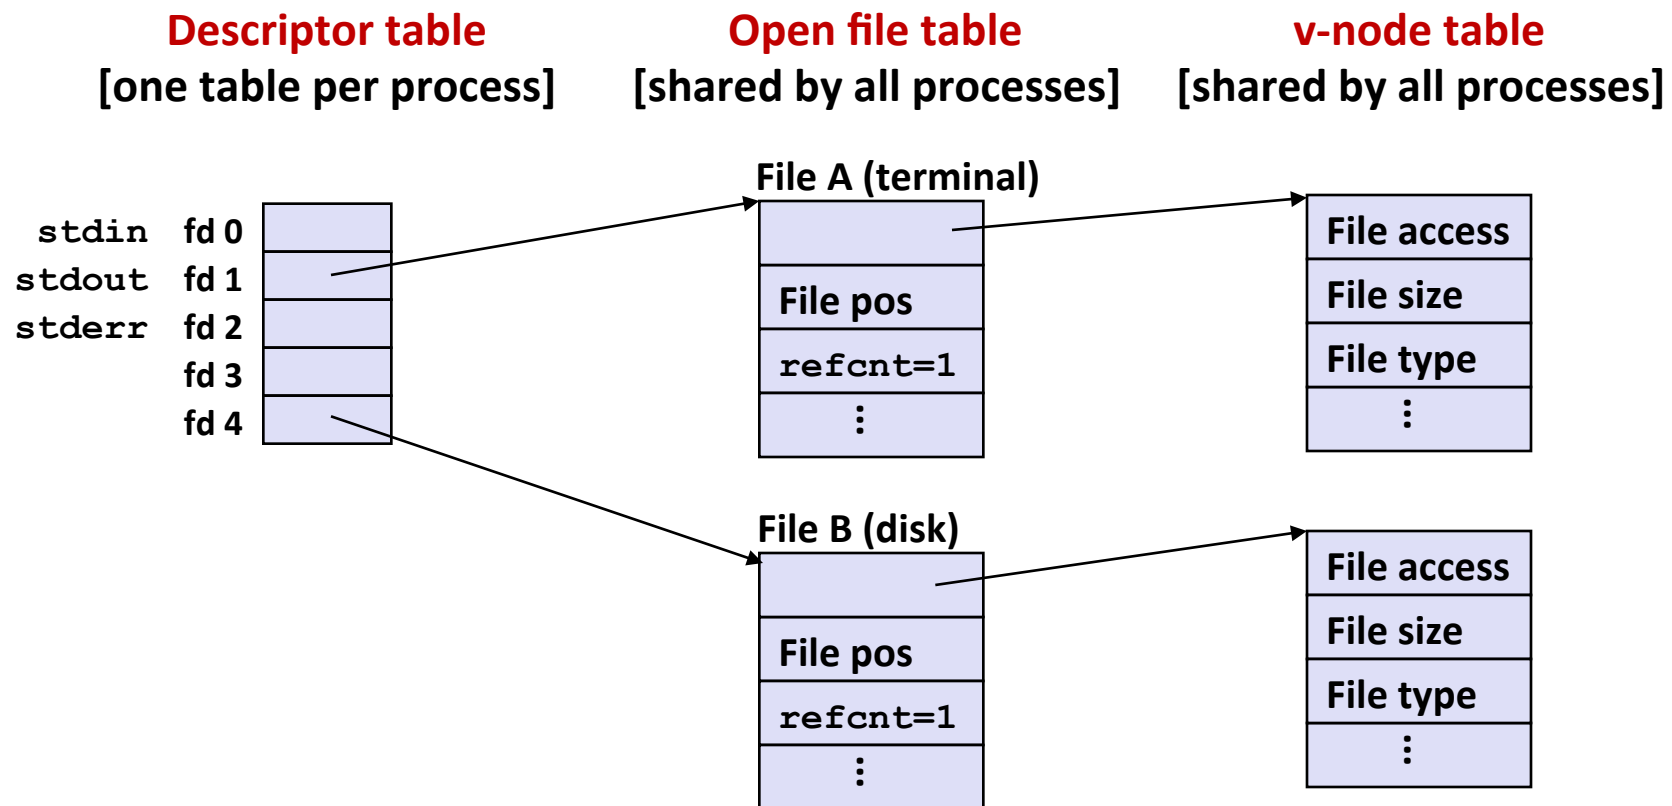 Descriptor table
[one table per process]
Open file table
[shared by all processes]
v-node table
[shared by all processes]
stdin fd 0
stdout fd 1
stderr fd 2
fd 3
fd 4
File A (terminal)
File pos
refcnt=1
⋮
File access
File size
File type
⋮
File B (disk)
File pos
refcnt=1
⋮
File access
File size
File type
⋮